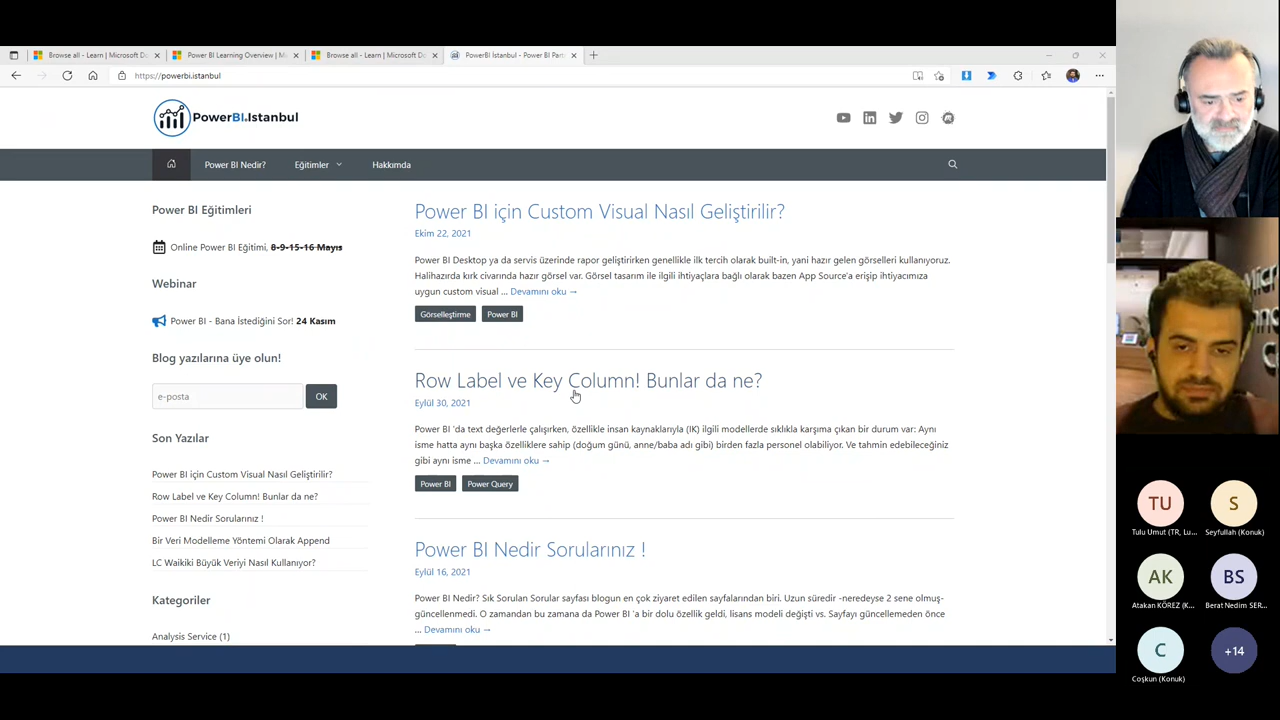 Browse all - Learn | Microsoft D
Power BI Learning Overview | M
Browse all - Learn | Microsoft D
PowerBI İstanbul - Power BI Par
https://powerbi.istanbul
PowerBI.Istanbul
Power BI Nedir?
Eğitimler
Hakkımda
Power BI Eğitimleri
Online Power BI Eğitimi, 8-9-15-16 Mayıs
Webinar
Power BI - Bana İstediğini Sor! 24 Kasım
Blog yazılarına üye olun!
e-posta
OK
Son Yazılar
Power BI için Custom Visual Nasıl Geliştirilir?
Row Label ve Key Column! Bunlar da ne?
Power BI Nedir Sorularınız !
Bir Veri Modelleme Yöntemi Olarak Append
LC Waikiki Büyük Veriyi Nasıl Kullanıyor?
Kategoriler
Analysis Service (1)
Power BI için Custom Visual Nasıl Geliştirilir?
Ekim 22, 2021
Power BI Desktop ya da servis üzerinde rapor geliştirirken genellikle ilk tercih olarak built-in, yani hazır gelen görselleri kullanıyoruz.
Halihazırda kırk civarında hazır görsel var. Görsel tasarım ile ilgili ihtiyaçlara bağlı olarak bazen App Source'a erişip ihtiyacımıza
uygun custom visual ... Devamını oku →
Görselleştirme
Power BI
Row Label ve Key Column! Bunlar da ne?
Eylül 30, 2021
Power BI 'da text değerlerle çalışırken, özellikle insan kaynaklarıyla (IK) ilgili modellerde sıklıkla karşıma çıkan bir durum var: Aynı
isme hatta aynı başka özelliklere sahip (doğum günü, anne/baba adı gibi) birden fazla personel olabiliyor. Ve tahmin edebileceğiniz
gibi aynı isme ... Devamını oku →
Power BI
Power Query
Power BI Nedir Sorularınız !
Eylül 16, 2021
Power BI Nedir? Sık Sorulan Sorular sayfası blogun en çok ziyaret edilen sayfalarından biri. Uzun süredir -neredeyse 2 sene olmuş-
güncellenmedi. O zamandan bu zamana da Power BI 'a bir dolu özellik geldi, lisans modeli değişti vs. Sayfayı güncellemeden önce
... Devamını oku →
TU
Tulu Umut (TR, Lu...
S
Seyfullah (Konuk)
AK
Atakan KÖREZ (K...
BS
Berat Nedim SER...
C
Coşkun (Konuk)
+14